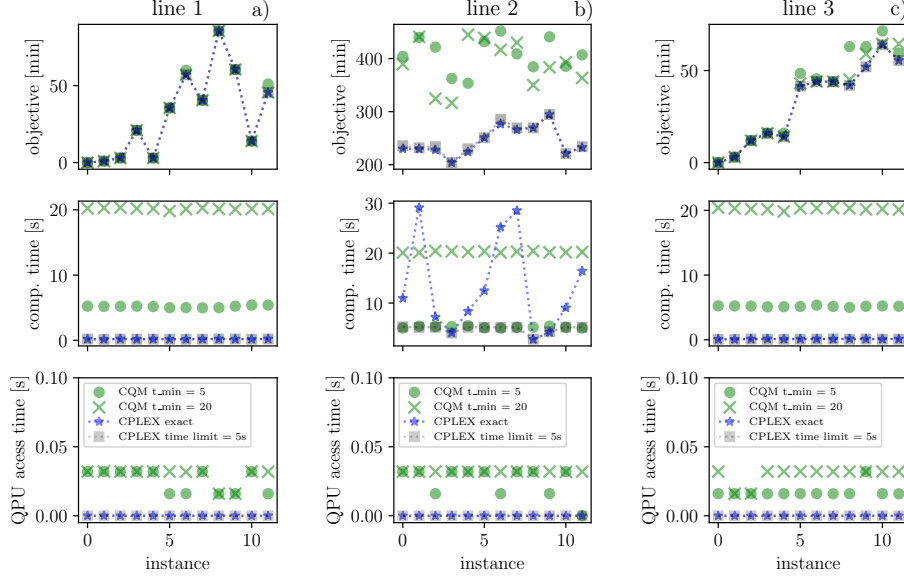 line 1
a)
line 2
b)
line 3
c)
objective [min]
50
0
objective [min]
400
300
200
objective [min]
50
0
comp. time [s]
20
10
0
comp. time [s]
30
20
10
comp. time [s]
20
10
0
QPU acess time [s]
0.10
0.05
0.00
CQM t_min = 5
CQM t_min = 20
CPLEX exact
CPLEX time limit = 5s
0
5
10
instance
QPU acess time [s]
0.10
0.05
0.00
CQM t_min = 5
CQM t_min = 20
CPLEX exact
CPLEX time limit = 5s
0
5
10
instance
QPU acess time [s]
0.10
0.05
0.00
CQM t_min = 5
CQM t_min = 20
CPLEX exact
CPLEX time limit = 5s
0
5
10
instance